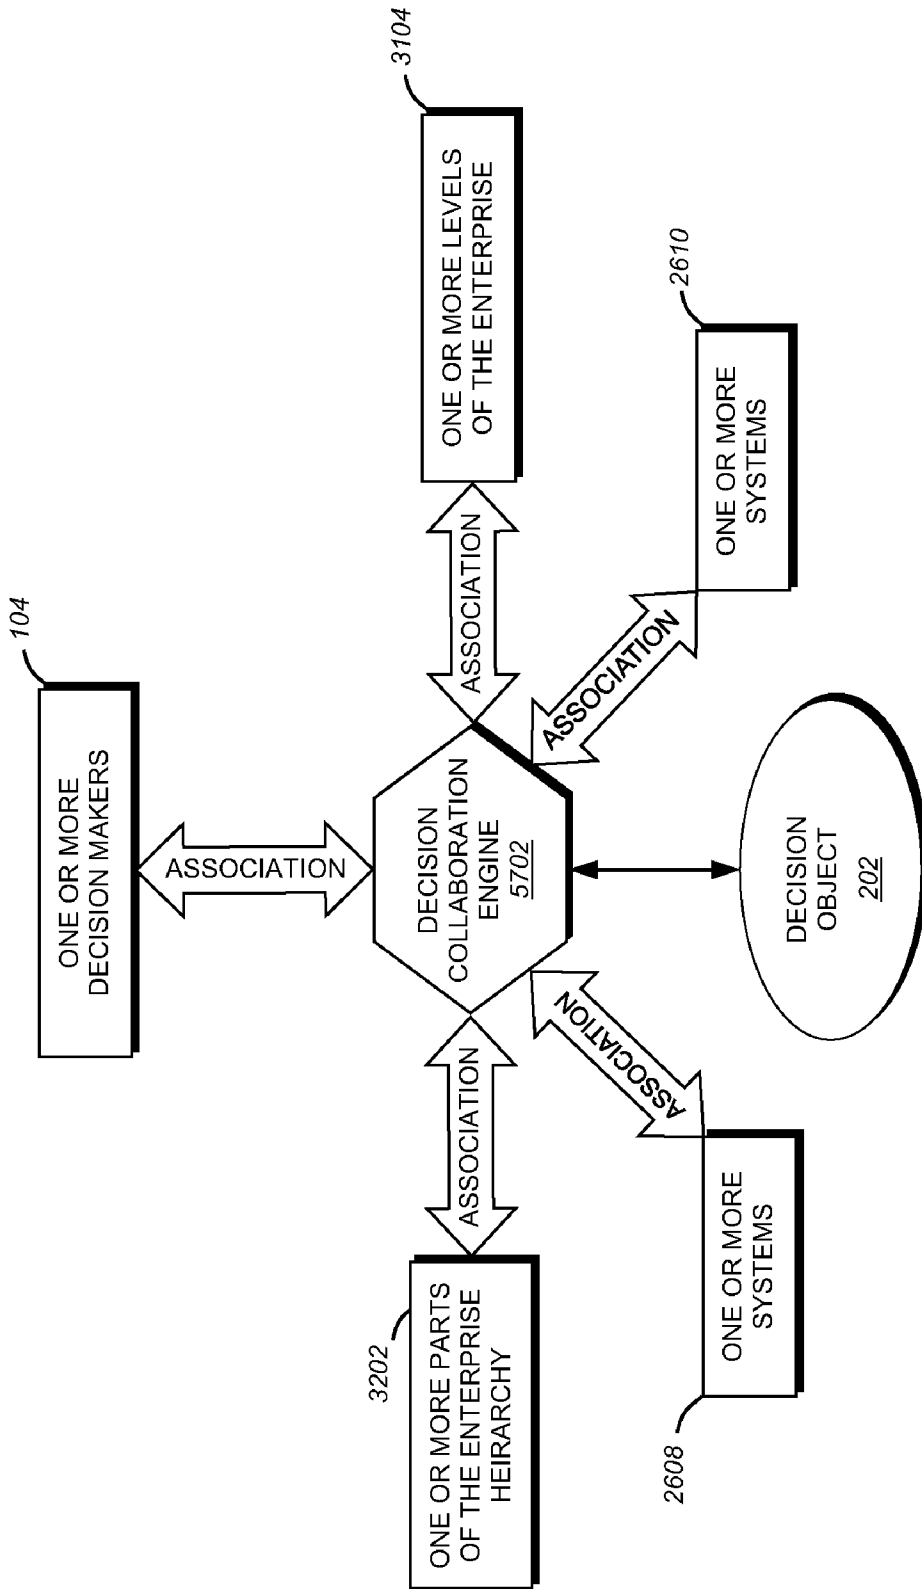 104
ONE OR MORE
DECISION MAKERS
ASSOCIATION
3202
ONE OR MORE PARTS
OF THE ENTERPRISE
HEIRARCHY
ASSOCIATION
DECISION
COLLABORATION
ENGINE
5702
ASSOCIATION
3104
ONE OR MORE LEVELS
OF THE ENTERPRISE
ASSOCIATION
ASSOCIATION
2608
ONE OR MORE
SYSTEMS
DECISION
OBJECT
202
2610
ONE OR MORE
SYSTEMS